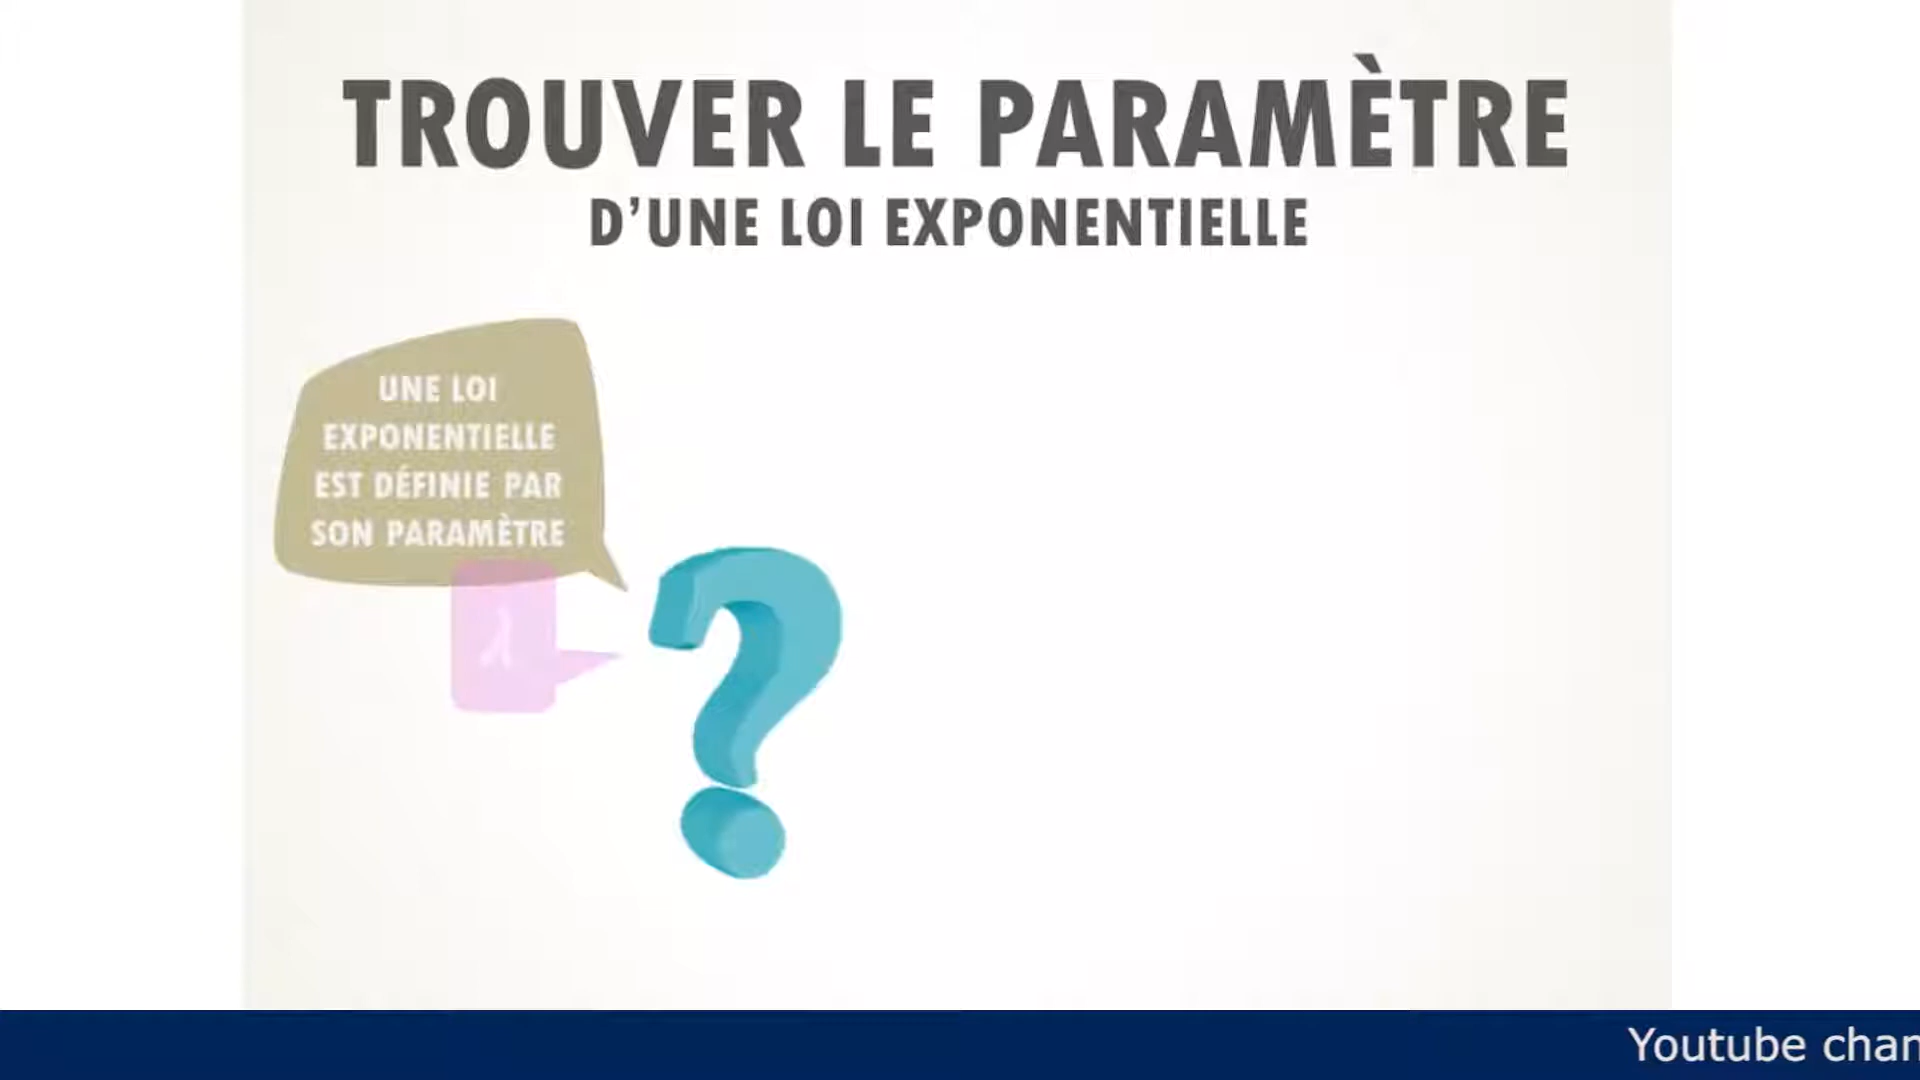 TROUVER LE PARAMÈTRE
D’UNE LOI EXPONENTIELLE
UNE LOI
EXPONENTIELLE
EST DÉFINIE PAR
SON PARAMÈTRE
λ
Youtube chan